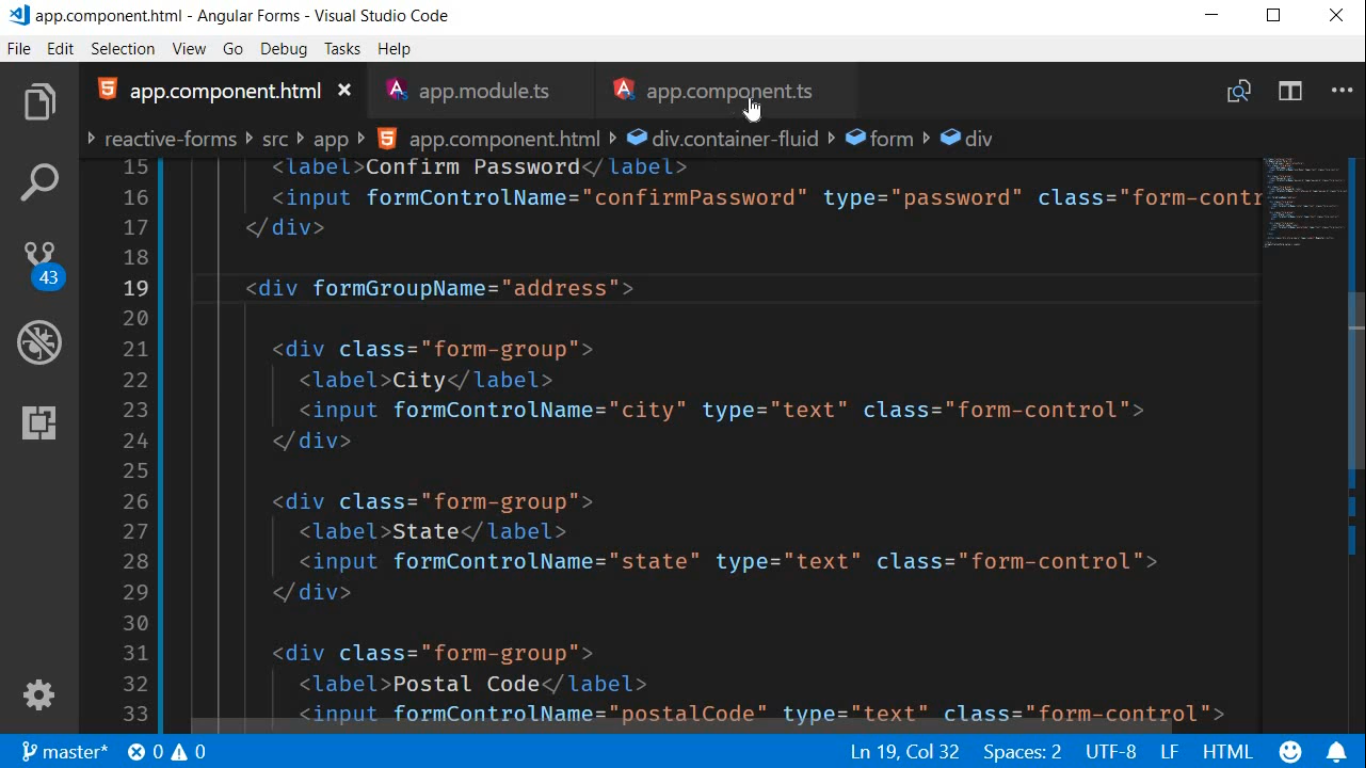 app.component.html - Angular Forms - Visual Studio Code
File Edit Selection View Go Debug Tasks Help
app.component.html app.module.ts app.component.ts
reactive-forms src app app.component.html div.container-fluid form div
15 <label>Confirm Password</label>
16 <input formControlName="confirmPassword" type="password" class="form-contr
17 </div>
18
19 <div formGroupName="address">
20
21 <div class="form-group">
22 <label>City</label>
23 <input formControlName="city" type="text" class="form-control">
24 </div>
25
26 <div class="form-group">
27 <label>State</label>
28 <input formControlName="state" type="text" class="form-control">
29 </div>
30
31 <div class="form-group">
32 <label>Postal Code</label>
33 <input formControlName="postalCode" type="text" class="form-control">
43
master* 0 0 Ln 19, Col 32 Spaces: 2 UTF-8 LF HTML